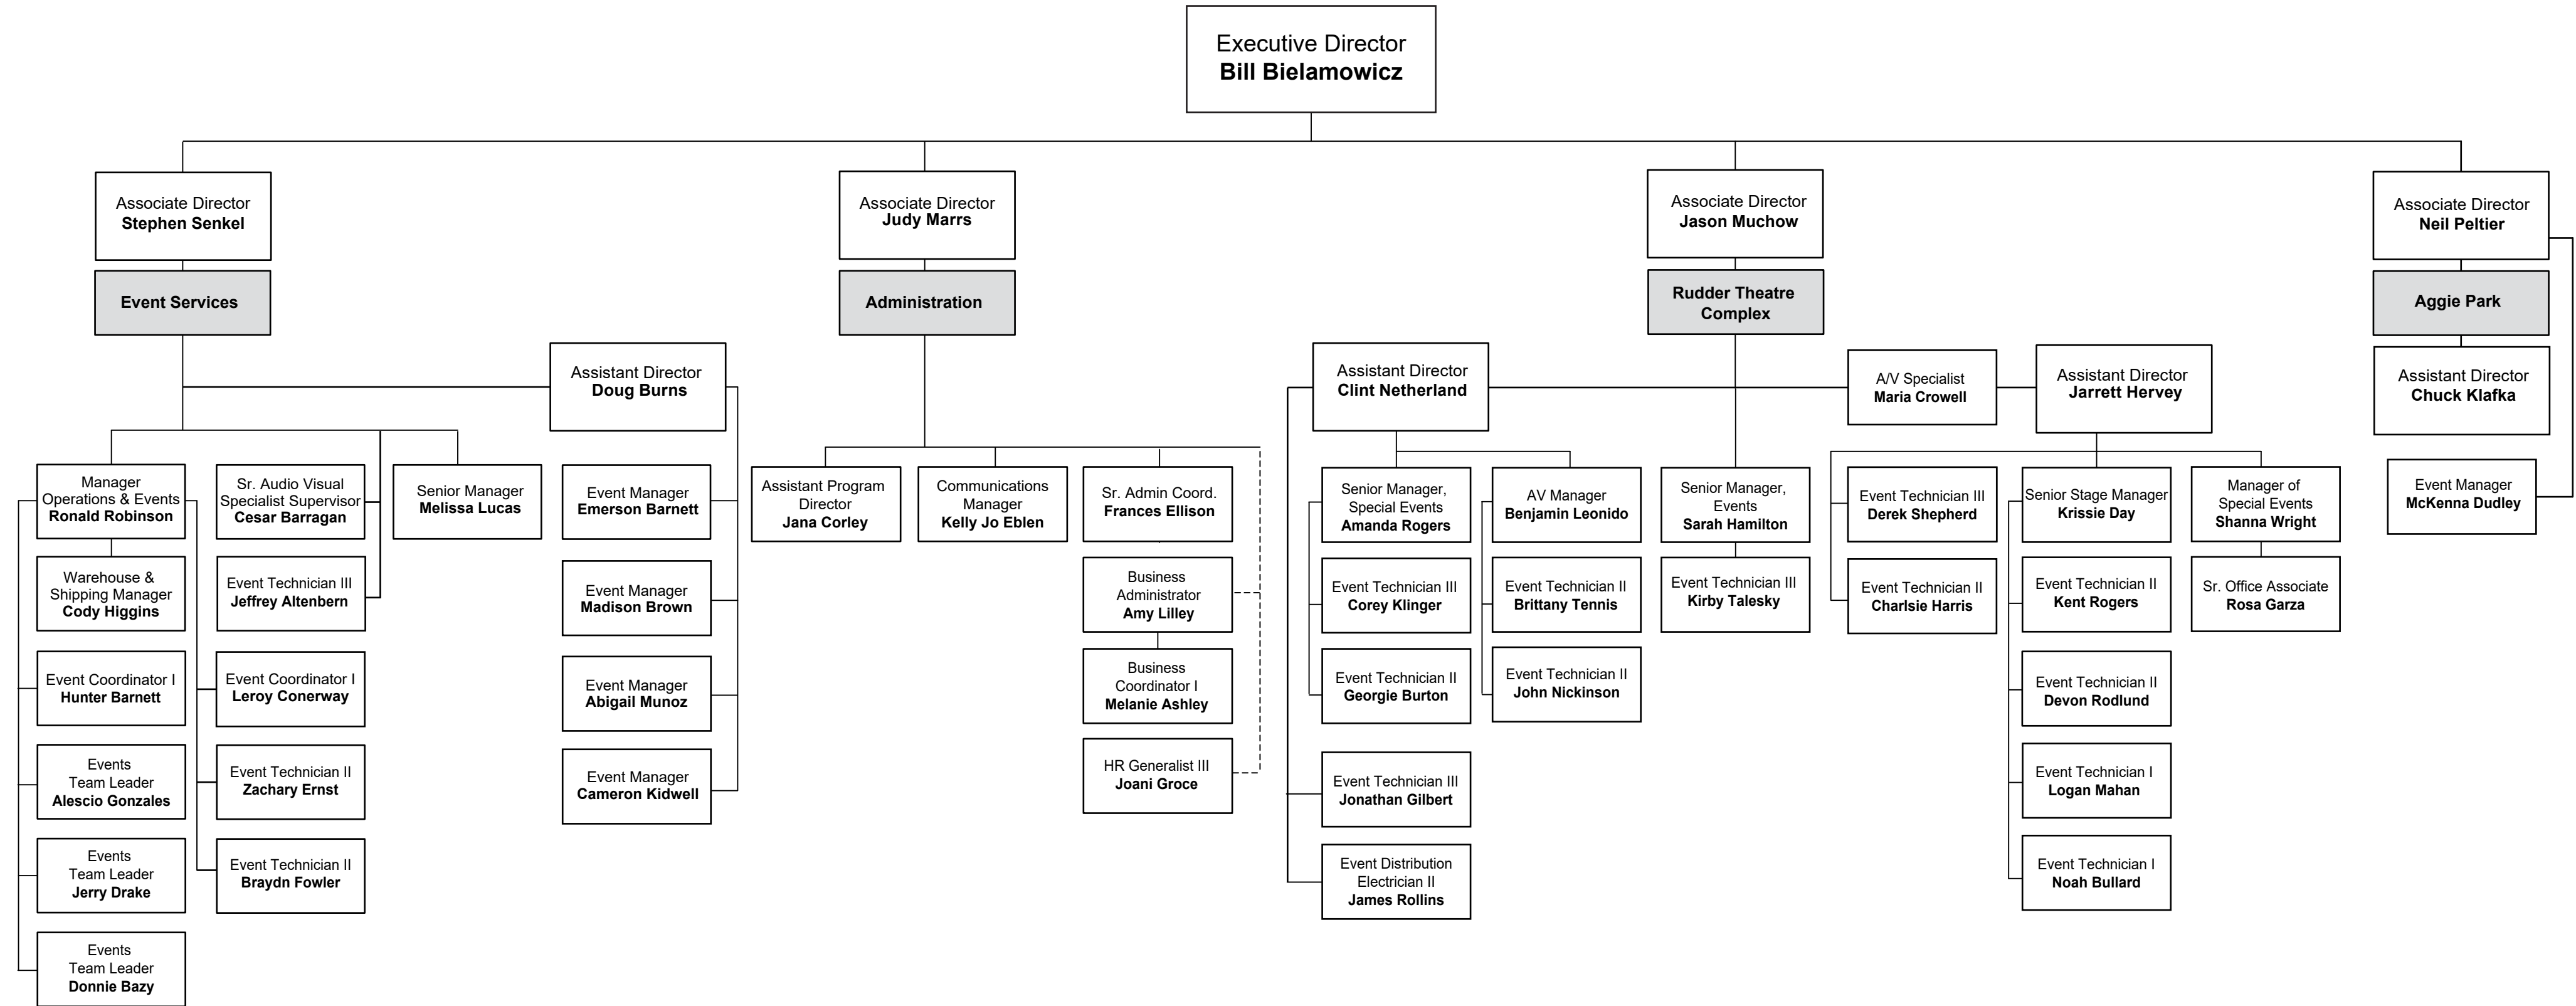 Executive Director
Bill Bielamowicz
Associate Director
Stephen Senkel
Associate Director
Judy Marrs
Associate Director
Jason Muchow
Associate Director
Neil Peltier
Event Services
Administration
Rudder Theatre
Complex
Aggie Park
Assistant Director
Doug Burns
Assistant Director
Clint Netherland
A/V Specialist
Maria Crowell
Assistant Director
Jarrett Hervey
Assistant Director
Chuck Klafka
Manager
Operations & Events
Ronald Robinson
Sr. Audio Visual
Specialist Supervisor
Cesar Barragan
Senior Manager
Melissa Lucas
Event Manager
Emerson Barnett
Assistant Program
Director
Jana Corley
Communications
Manager
Kelly Jo Eblen
Sr. Admin Coord.
Frances Ellison
Senior Manager,
Special Events
Amanda Rogers
AV Manager
Benjamin Leonido
Senior Manager,
Events
Sarah Hamilton
Event Technician III
Derek Shepherd
Senior Stage Manager
Krissie Day
Manager of
Special Events
Shanna Wright
Event Manager
McKenna Dudley
Warehouse &
Shipping Manager
Cody Higgins
Event Technician III
Jeffrey Altenbern
Event Manager
Madison Brown
Business
Administrator
Amy Lilley
Event Technician III
Corey Klinger
Event Technician II
Brittany Tennis
Event Technician III
Kirby Talesky
Event Technician II
Charlsie Harris
Event Technician II
Kent Rogers
Sr. Office Associate
Rosa Garza
Event Coordinator I
Hunter Barnett
Event Coordinator I
Leroy Conerway
Event Manager
Abigail Munoz
Business
Coordinator I
Melanie Ashley
Event Technician II
Georgie Burton
Event Technician II
John Nickinson
Event Technician II
Devon Rodlund
Events
Team Leader
Alescio Gonzales
Event Technician II
Zachary Ernst
Event Manager
Cameron Kidwell
HR Generalist III
Joani Groce
Event Technician III
Jonathan Gilbert
Event Technician I
Logan Mahan
Events
Team Leader
Jerry Drake
Event Technician II
Braydn Fowler
Event Distribution
Electrician II
James Rollins
Event Technician I
Noah Bullard
Events
Team Leader
Donnie Bazy